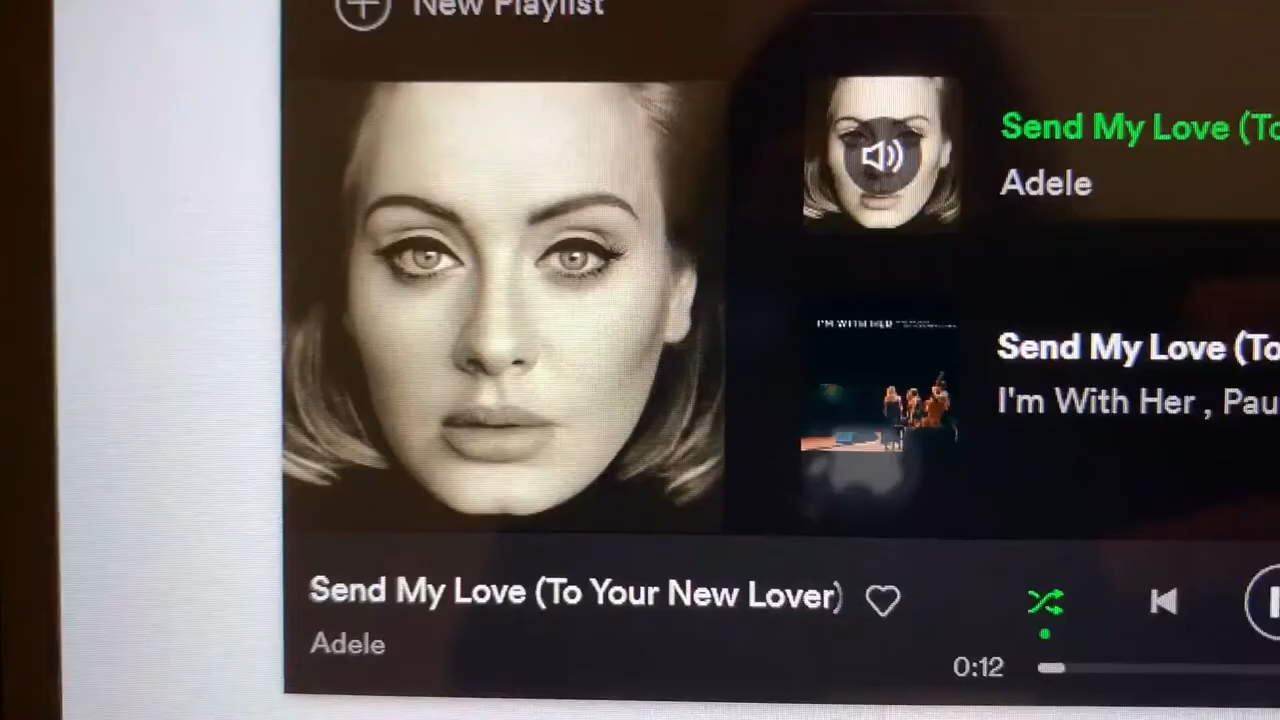 New Playlist
Send My Love (To
Adele
I'M WITH HER
Send My Love (To
I'm With Her , Pau
Send My Love (To Your New Lover)
Adele
0:12